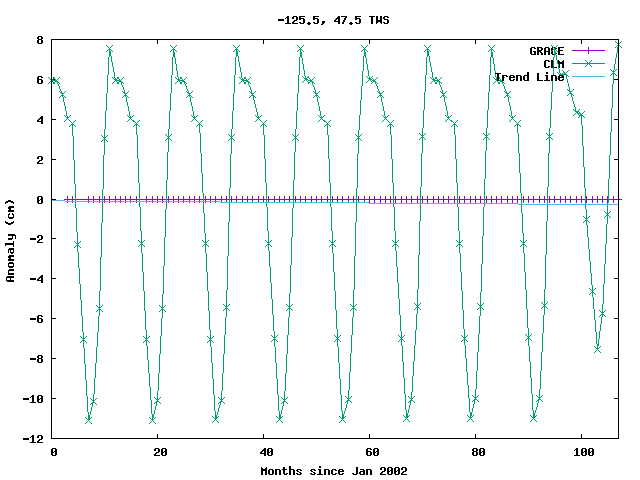 -125.5, 47.5 TWS
GRACE
CLM
Trend Line
8
6
4
2
0
-2
-4
-6
-8
-10
-12
Anomaly (cm)
0 20 40 60 80 100
Months since Jan 2002